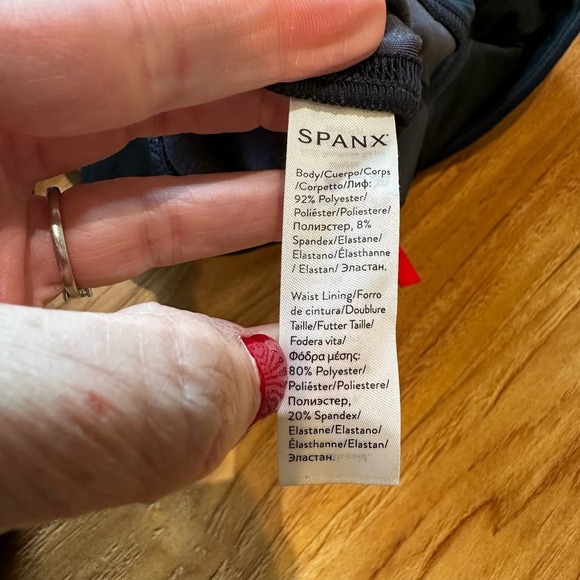 SPANX
Body/Cuerpo/Corps
/Corpetto/Лиф:
92% Polyester/
Poliéster/Poliestere/
Полиэстер, 8%
Spandex/Elastane/
Elastano/Élasthanne
/ Elastan/ Эластан.
Waist Lining/Forro
de cintura/Doublure
Taille/Futter Taille/
Fodera vita/
Φόδρα μέσης:
80% Polyester/
Poliéster/Poliestere/
Полиэстер,
20% Spandex/
Elastane/Elastano/
Élasthanne/Elastan/
Эластан.